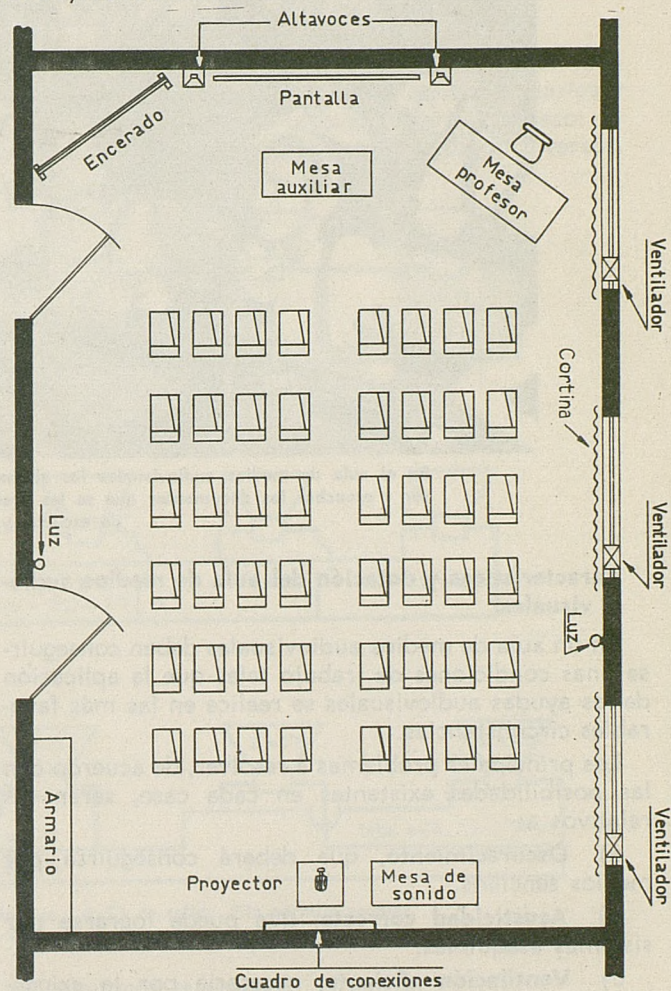 Altavoces
Pantalla
Encerado
Mesa
auxiliar
Mesa
profesor
Ventilador
Cortina
Luz
Ventilador
Luz
Armario
Ventilador
Proyector
Mesa de
sonido
Cuadro de conexiones